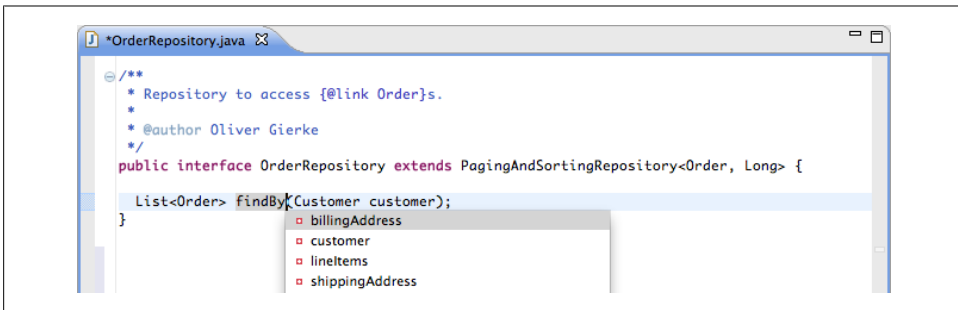 *OrderRepository.java
/**
* Repository to access {@link Order}s.
*
* @author Oliver Gierke
*/
public interface OrderRepository extends PagingAndSortingRepository<Order, Long> {
List<Order> findBy(Customer customer);
}
billingAddress
customer
lineItems
shippingAddress